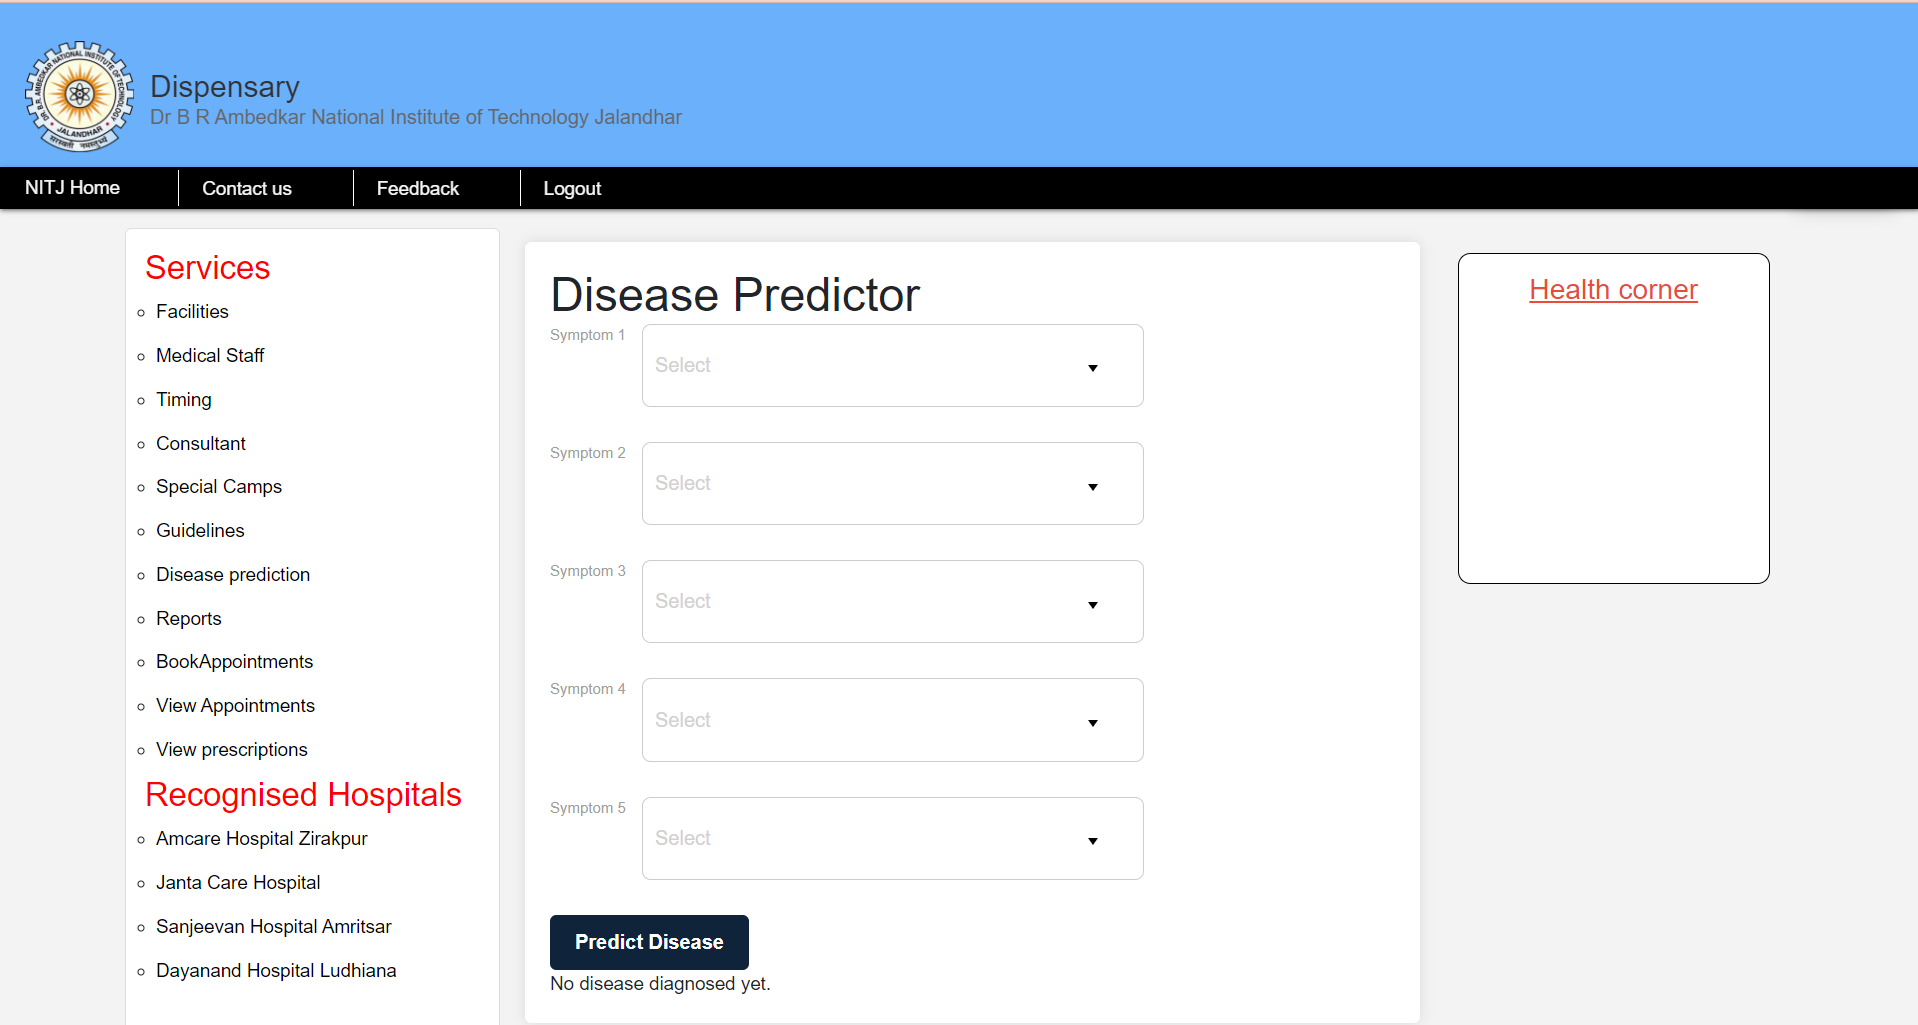 DR B.R. AMBEDKAR NATIONAL INSTITUTE OF TECHNOLOGY
JALANDHAR
Dispensary
Dr B R Ambedkar National Institute of Technology Jalandhar
NITJ Home
Contact us
Feedback
Logout
Services
Facilities
Medical Staff
Timing
Consultant
Special Camps
Guidelines
Disease prediction
Reports
BookAppointments
View Appointments
View prescriptions
Recognised Hospitals
Amcare Hospital Zirakpur
Janta Care Hospital
Sanjeevan Hospital Amritsar
Dayanand Hospital Ludhiana
Disease Predictor
Symptom 1
Select
Symptom 2
Select
Symptom 3
Select
Symptom 4
Select
Symptom 5
Select
Predict Disease
No disease diagnosed yet.
Health corner